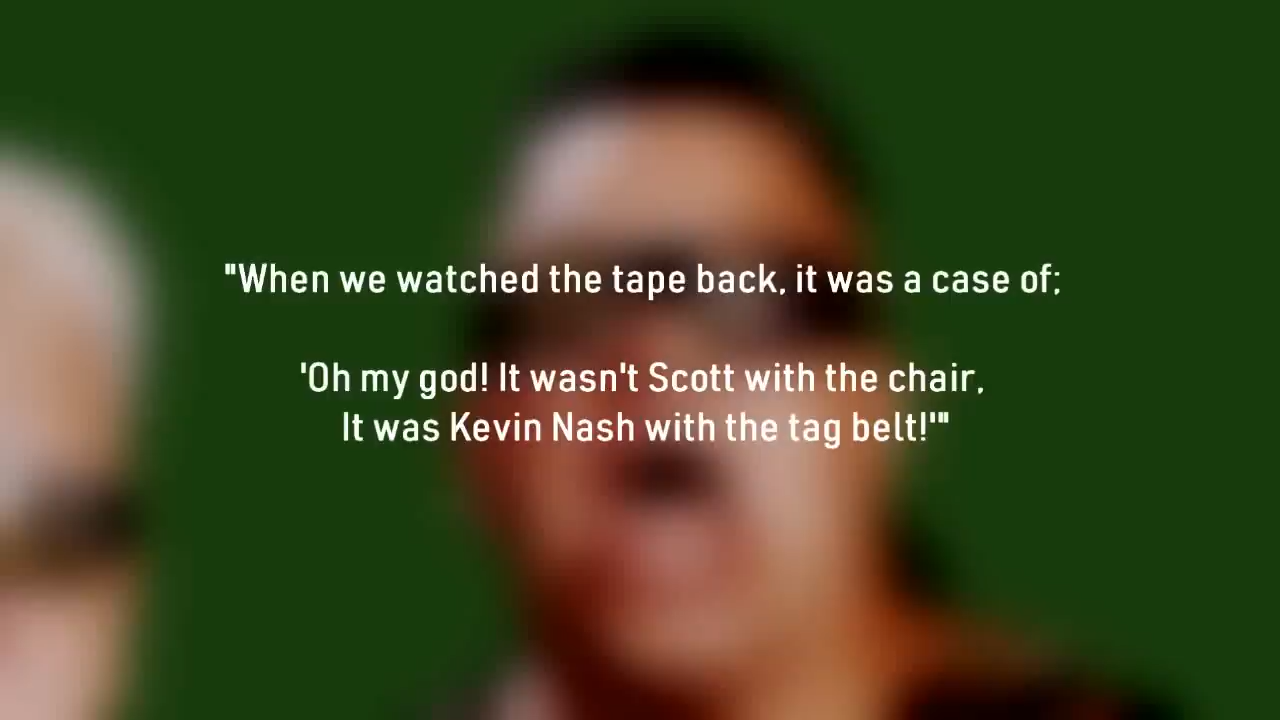 "When we watched the tape back, it was a case of;
'Oh my god! It wasn't Scott with the chair,
It was Kevin Nash with the tag belt!'"